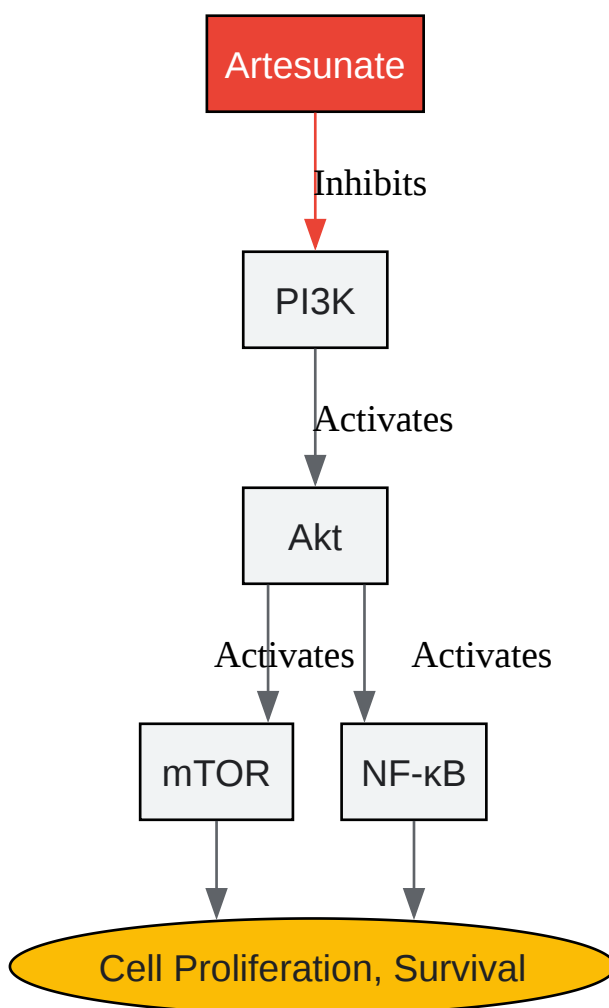 Artesunate
Inhibits
PI3K
Activates
Akt
Activates
Activates
mTOR
NF-κB
Cell Proliferation, Survival